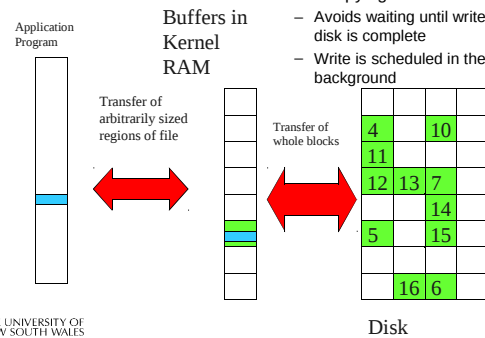 Buffers in
Kernel
RAM
– Avoids waiting until write
disk is complete
– Write is scheduled in the
background
Application
Program
Transfer of
arbitrarily sized
regions of file
Transfer of
whole blocks
4 10
11
12 13 7
14
5 15
16 6
UNIVERSITY OF
SOUTH WALES
Disk